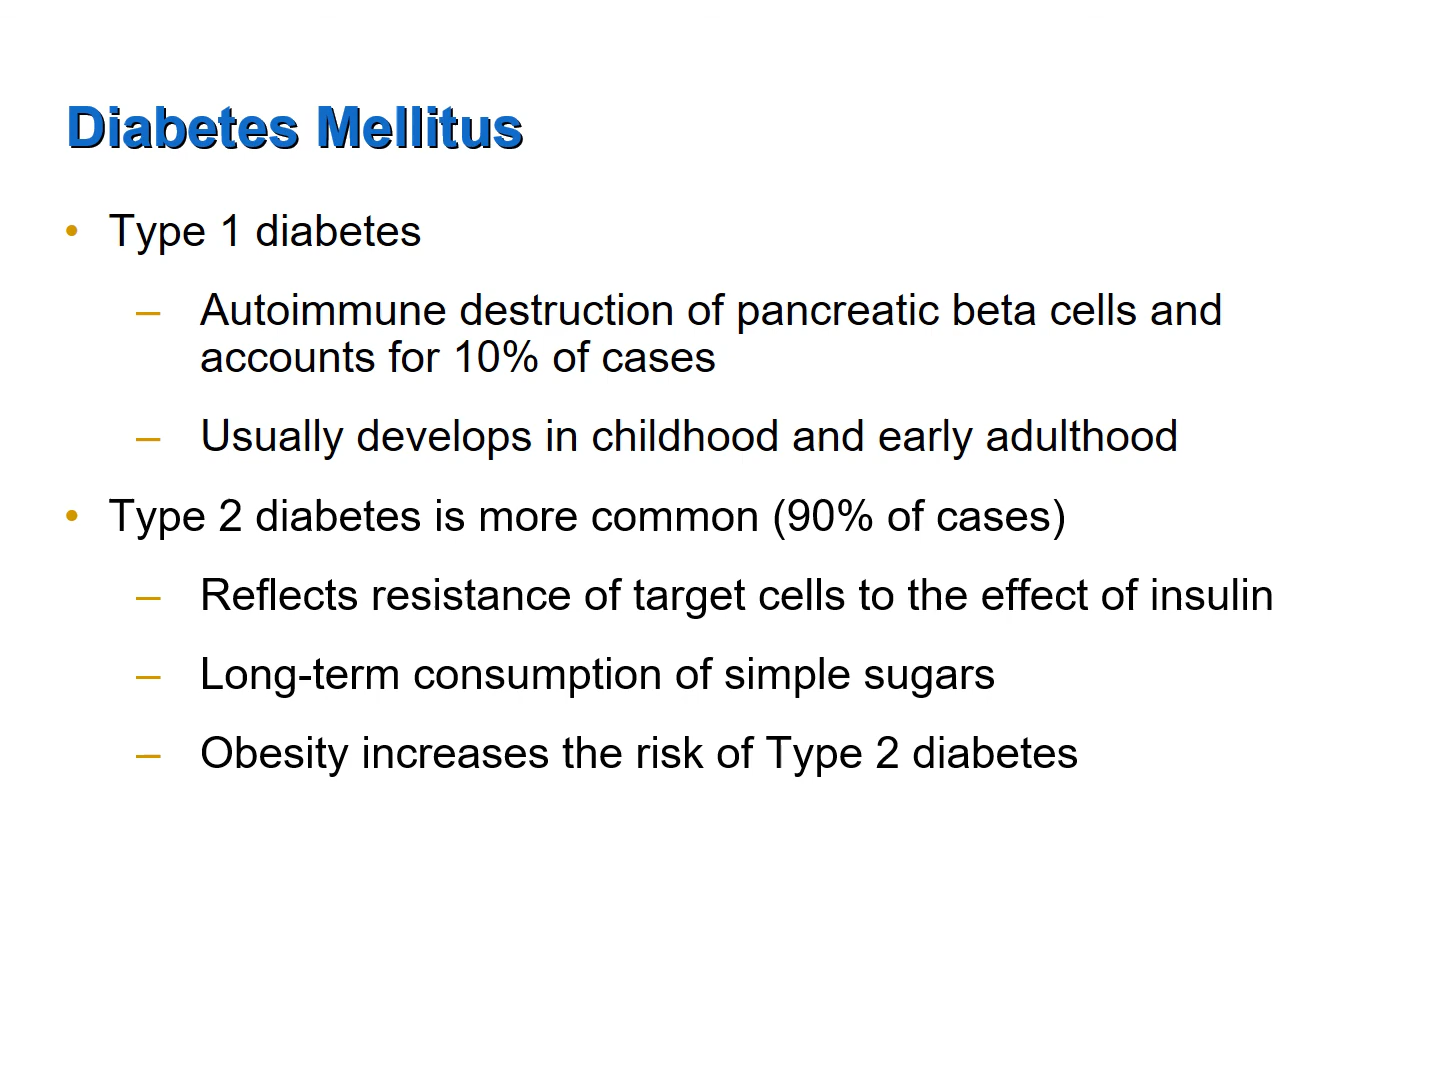 Diabetes Mellitus
• Type 1 diabetes
– Autoimmune destruction of pancreatic beta cells and
accounts for 10% of cases
– Usually develops in childhood and early adulthood
• Type 2 diabetes is more common (90% of cases)
– Reflects resistance of target cells to the effect of insulin
– Long-term consumption of simple sugars
– Obesity increases the risk of Type 2 diabetes